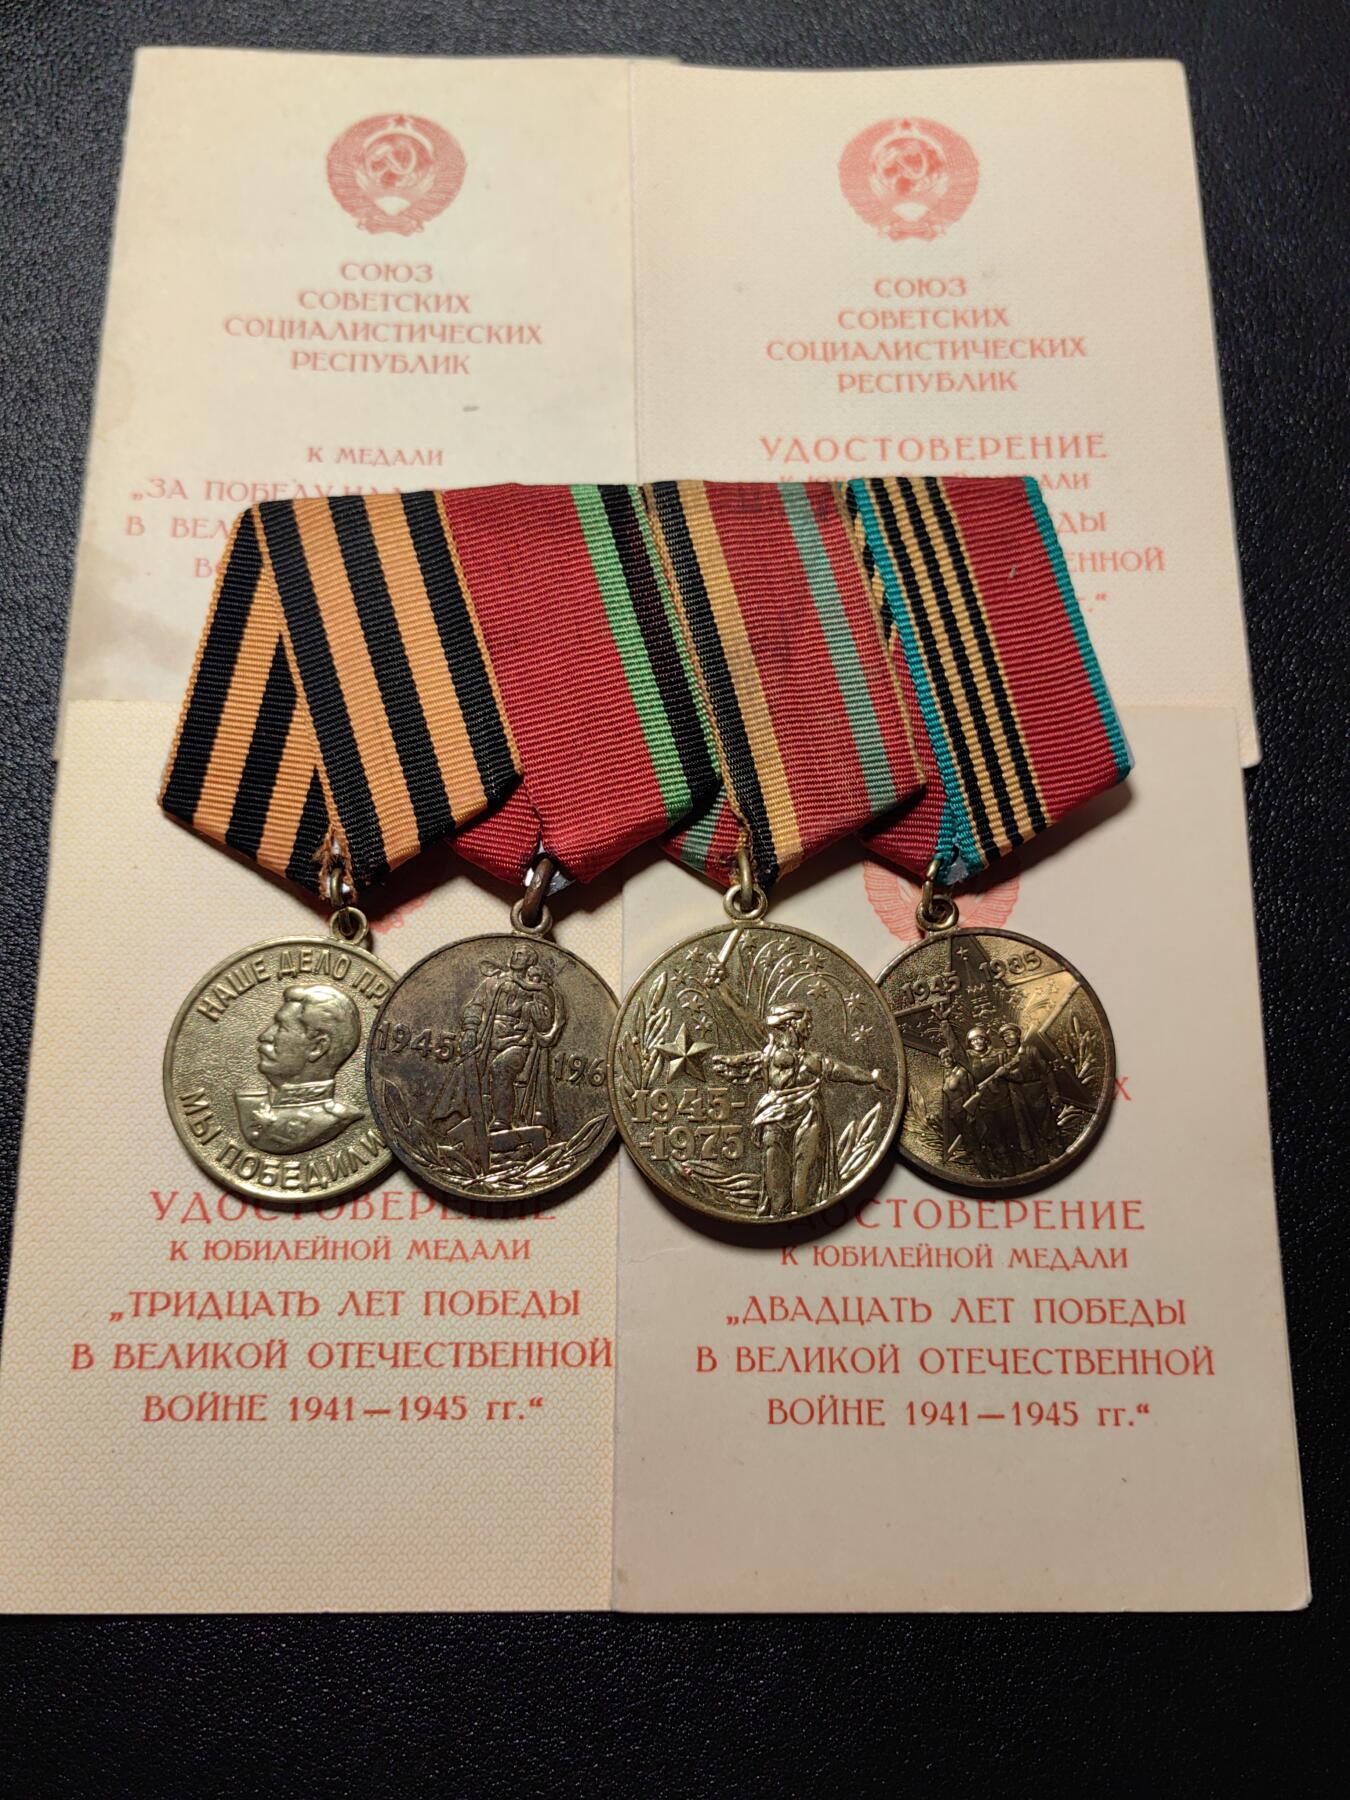 СОЮЗ
СОВЕТСКИХ
СОЦИАЛИСТИЧЕСКИХ
РЕСПУБЛИК
К МЕДАЛИ
„ЗА ПОБЕДУ
В
СОЮЗ
СОВЕТСКИХ
СОЦИАЛИСТИЧЕСКИХ
РЕСПУБЛИК
УДОСТОВЕРЕНИЕ
К
НАШЕ ДЕЛО
МЫ ПОБЕДИЛИ
1945
1945-
-1975
1945 1985
УДОСТОВЕРЕНИЕ
К ЮБИЛЕЙНОЙ МЕДАЛИ
„ТРИДЦАТЬ ЛЕТ ПОБЕДЫ
В ВЕЛИКОЙ ОТЕЧЕСТВЕННОЙ
ВОЙНЕ 1941—1945 гг.“
УДОСТОВЕРЕНИЕ
К ЮБИЛЕЙНОЙ МЕДАЛИ
„ДВАДЦАТЬ ЛЕТ ПОБЕДЫ
В ВЕЛИКОЙ ОТЕЧЕСТВЕННОЙ
ВОЙНЕ 1941—1945 гг.“